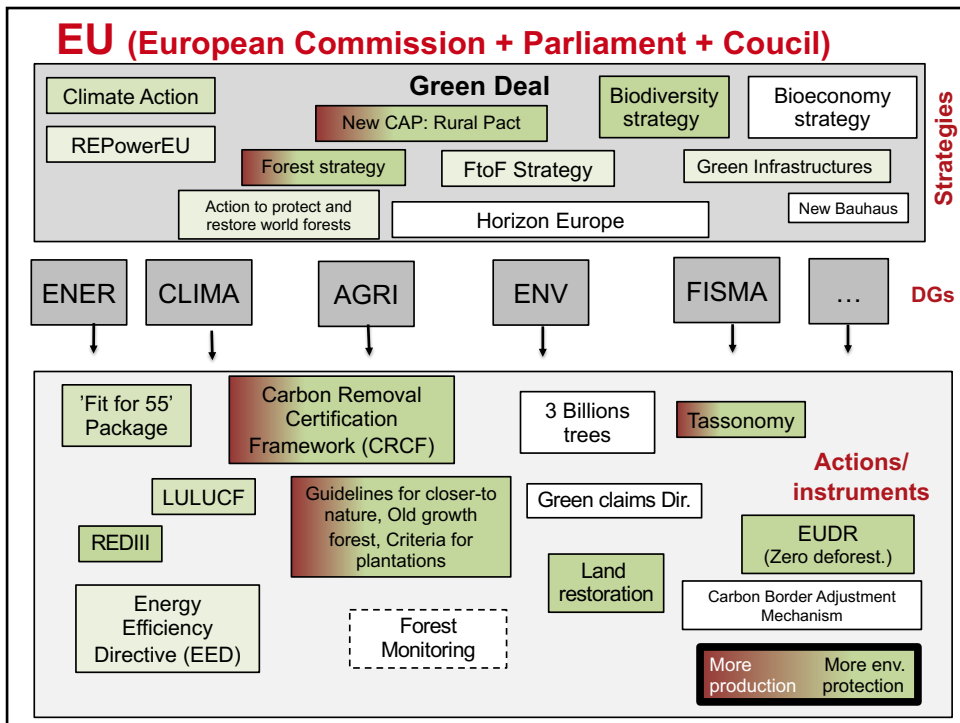 EU (European Commission + Parliament + Coucil)
Green Deal
Climate Action
REPowerEU
New CAP: Rural Pact
Biodiversity
strategy
Bioeconomy
strategy
Forest strategy
FtoF Strategy
Green Infrastructures
Action to protect and
restore world forests
Horizon Europe
New Bauhaus
Strategies
ENER
CLIMA
AGRI
ENV
FISMA
...
DGs
’Fit for 55’
Package
Carbon Removal
Certification
Framework (CRCF)
3 Billions
trees
Tassonomy
Actions/
instruments
LULUCF
Guidelines for closer-to
nature, Old growth
forest, Criteria for
plantations
Green claims Dir.
REDIII
EUDR
(Zero deforest.)
Land
restoration
Energy
Efficiency
Directive (EED)
Forest
Monitoring
Carbon Border Adjustment
Mechanism
More
production
More env.
protection